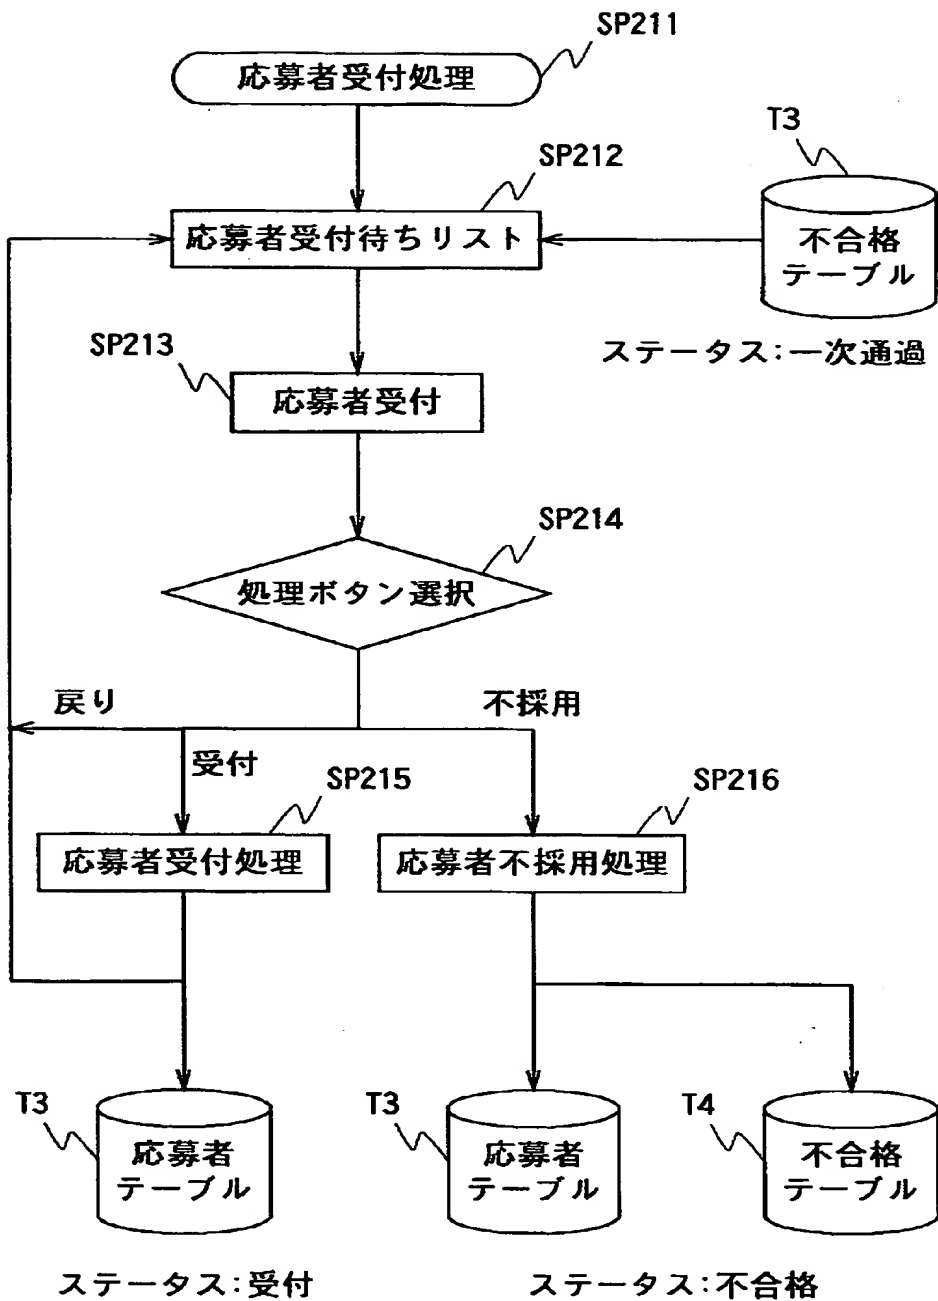 SP211
応募者受付処理
T3
SP212
応募者受付待ちリスト
不合格
テーブル
SP213
ステータス:一次通過
応募者受付
SP214
処理ボタン選択
戻り
不採用
受付
SP215
SP216
応募者受付処理
応募者不採用処理
T3
T3
T4
応募者
テーブル
応募者
テーブル
不合格
テーブル
ステータス:受付
ステータス:不合格